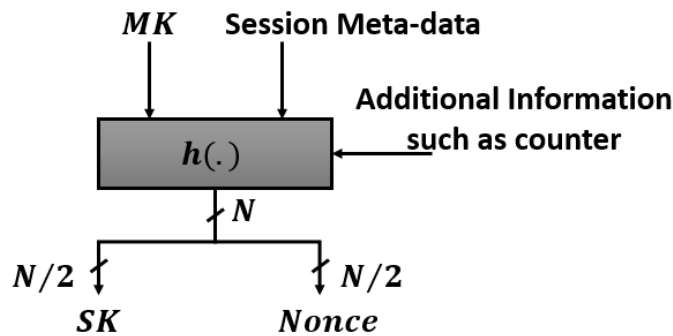 MK Session Meta-data
Additional Information
such as counter
h(.)
N
N/2 N/2
SK Nonce